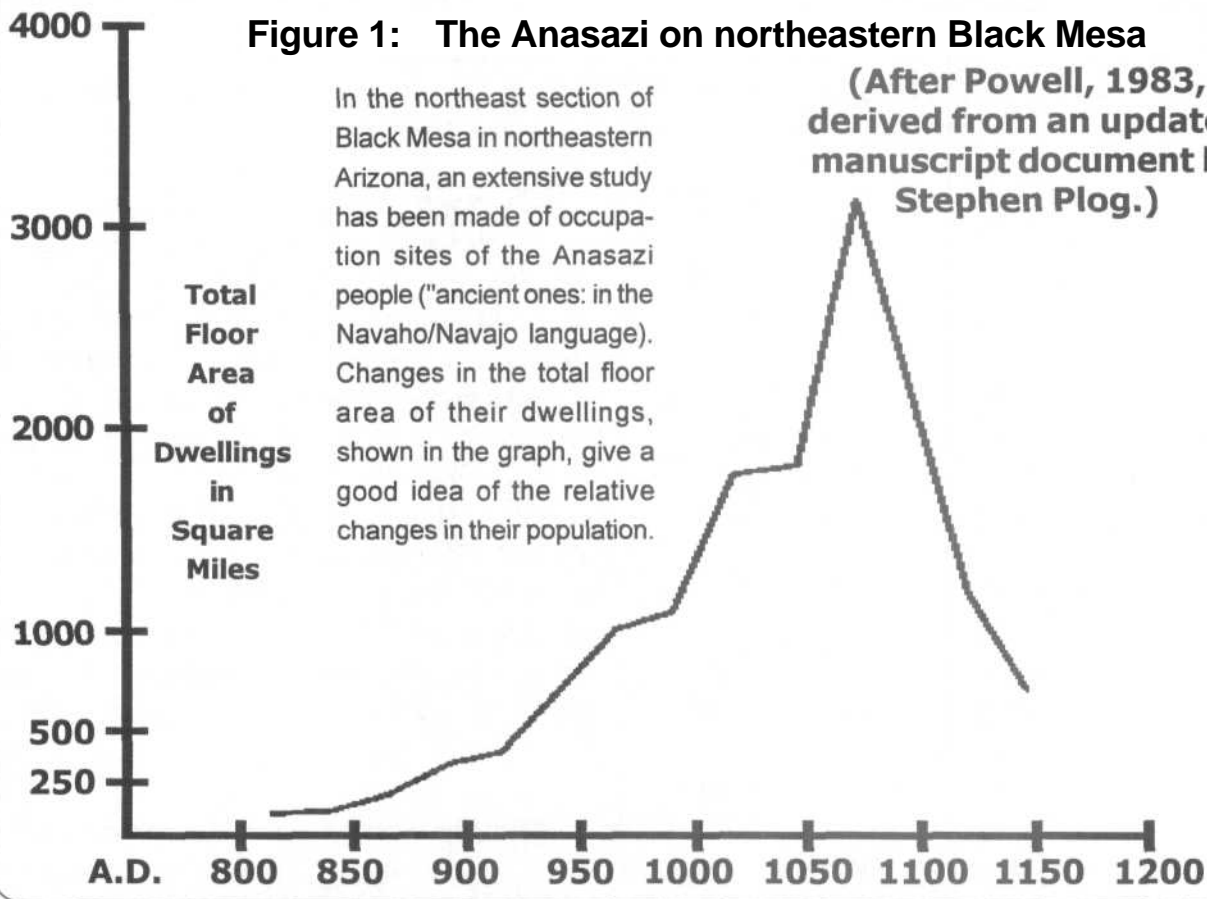 Figure 1: The Anasazi on northeastern Black Mesa
(After Powell, 1983,
derived from an
manuscript document
Stephen Plog.)
In the northeast section of
Black Mesa in northeastern
Arizona, an extensive study
has been made of occupa-
tion sites of the Anasazi
people ("ancient ones: in the
Navaho/Navajo language).
Changes in the total floor
area of their dwellings,
shown in the graph, give a
good idea of the relative
changes in their population.
Total
Floor
Area
of
Dwellings
in
Square
Miles
4000
3000
2000
1000
500
250
A.D. 800 850 900 950 1000 1050 1100 1150 1200